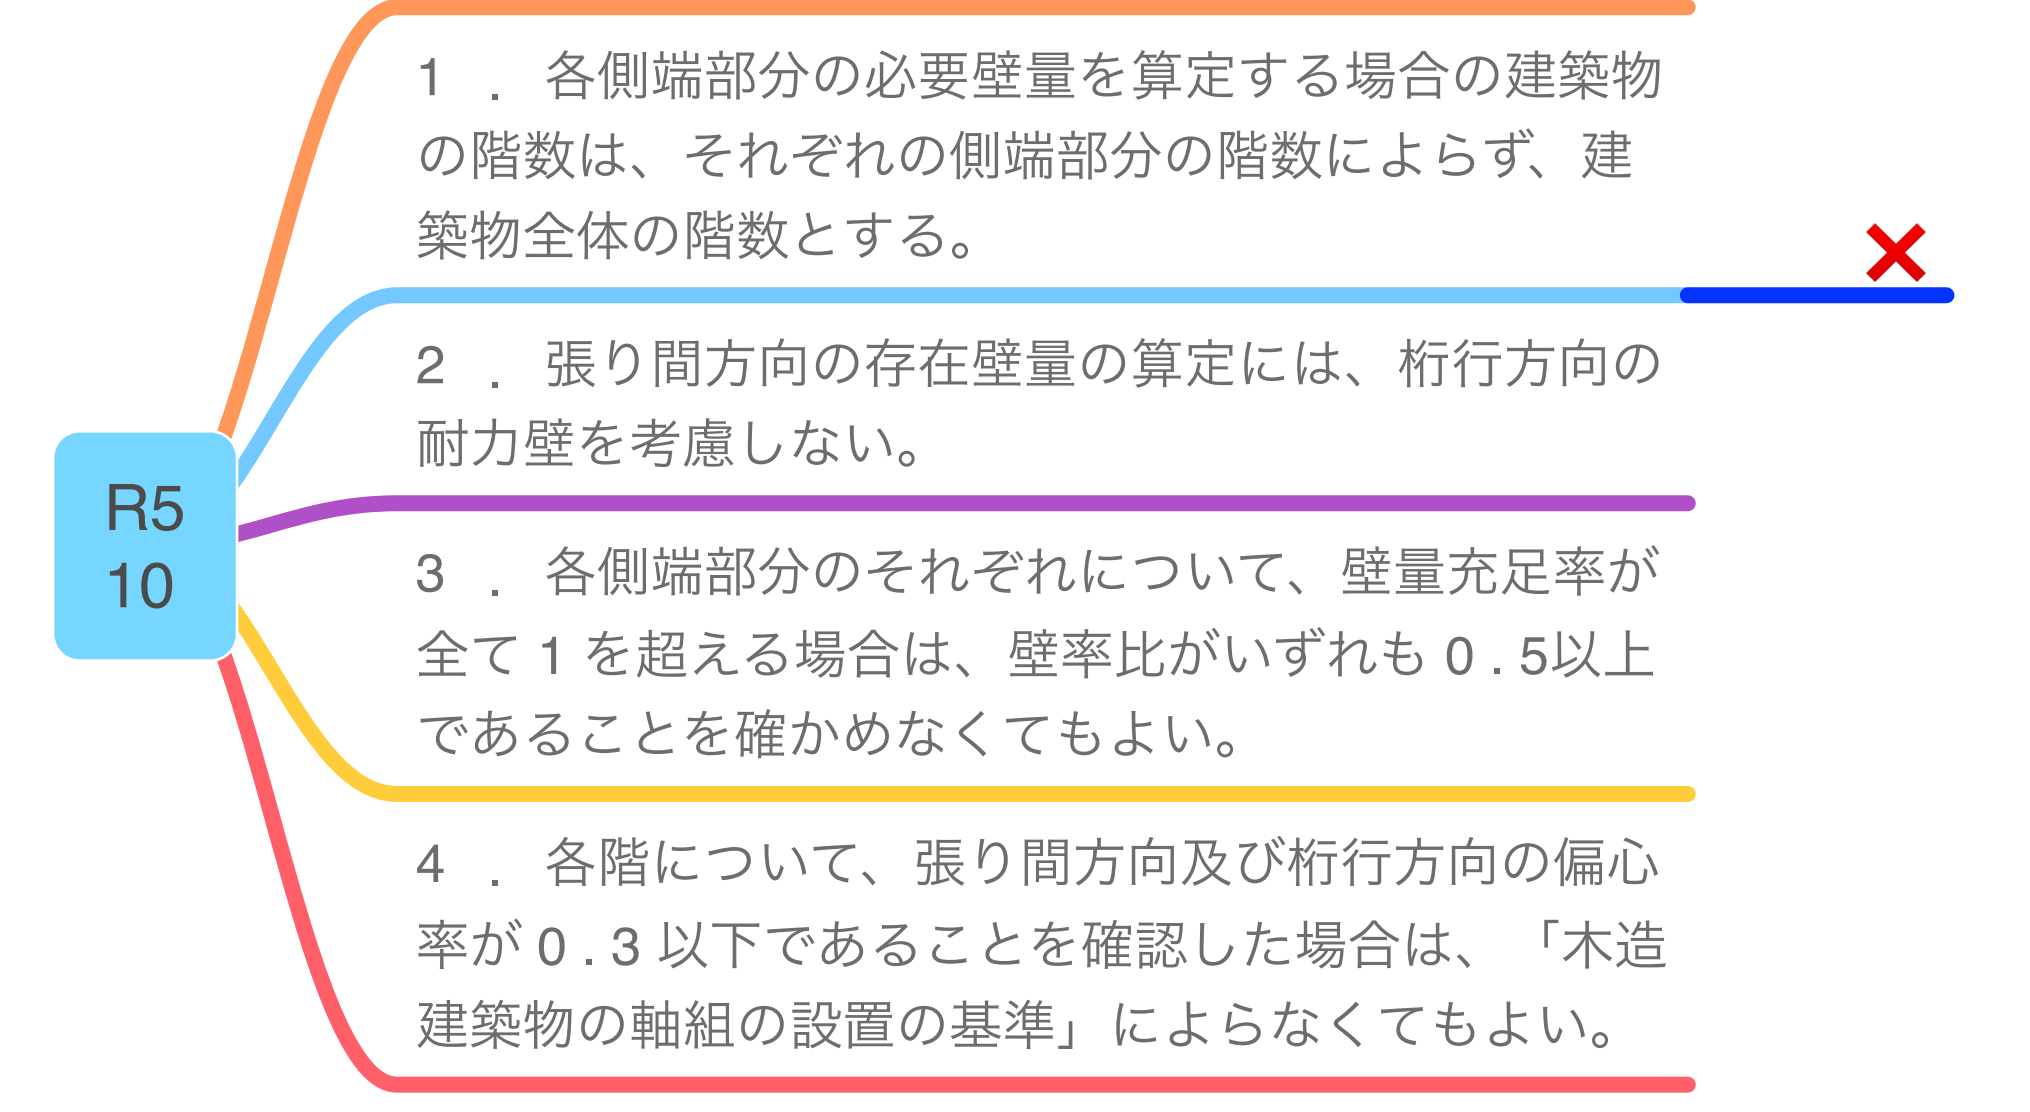 1 . 各側端部分の必要壁量を算定する場合の建築物
の階数は、それぞれの側端部分の階数によらず、建
築物全体の階数とする。
2 . 張り間方向の存在壁量の算定には、桁行方向の
耐力壁を考慮しない。
R5
10
3 . 各側端部分のそれぞれについて、壁量充足率が
全て 1 を超える場合は、壁率比がいずれも 0 . 5以上
であることを確かめなくてもよい。
4 . 各階について、張り間方向及び桁行方向の偏心
率が 0 . 3 以下であることを確認した場合は、「木造
建築物の軸組の設置の基準」によらなくてもよい。